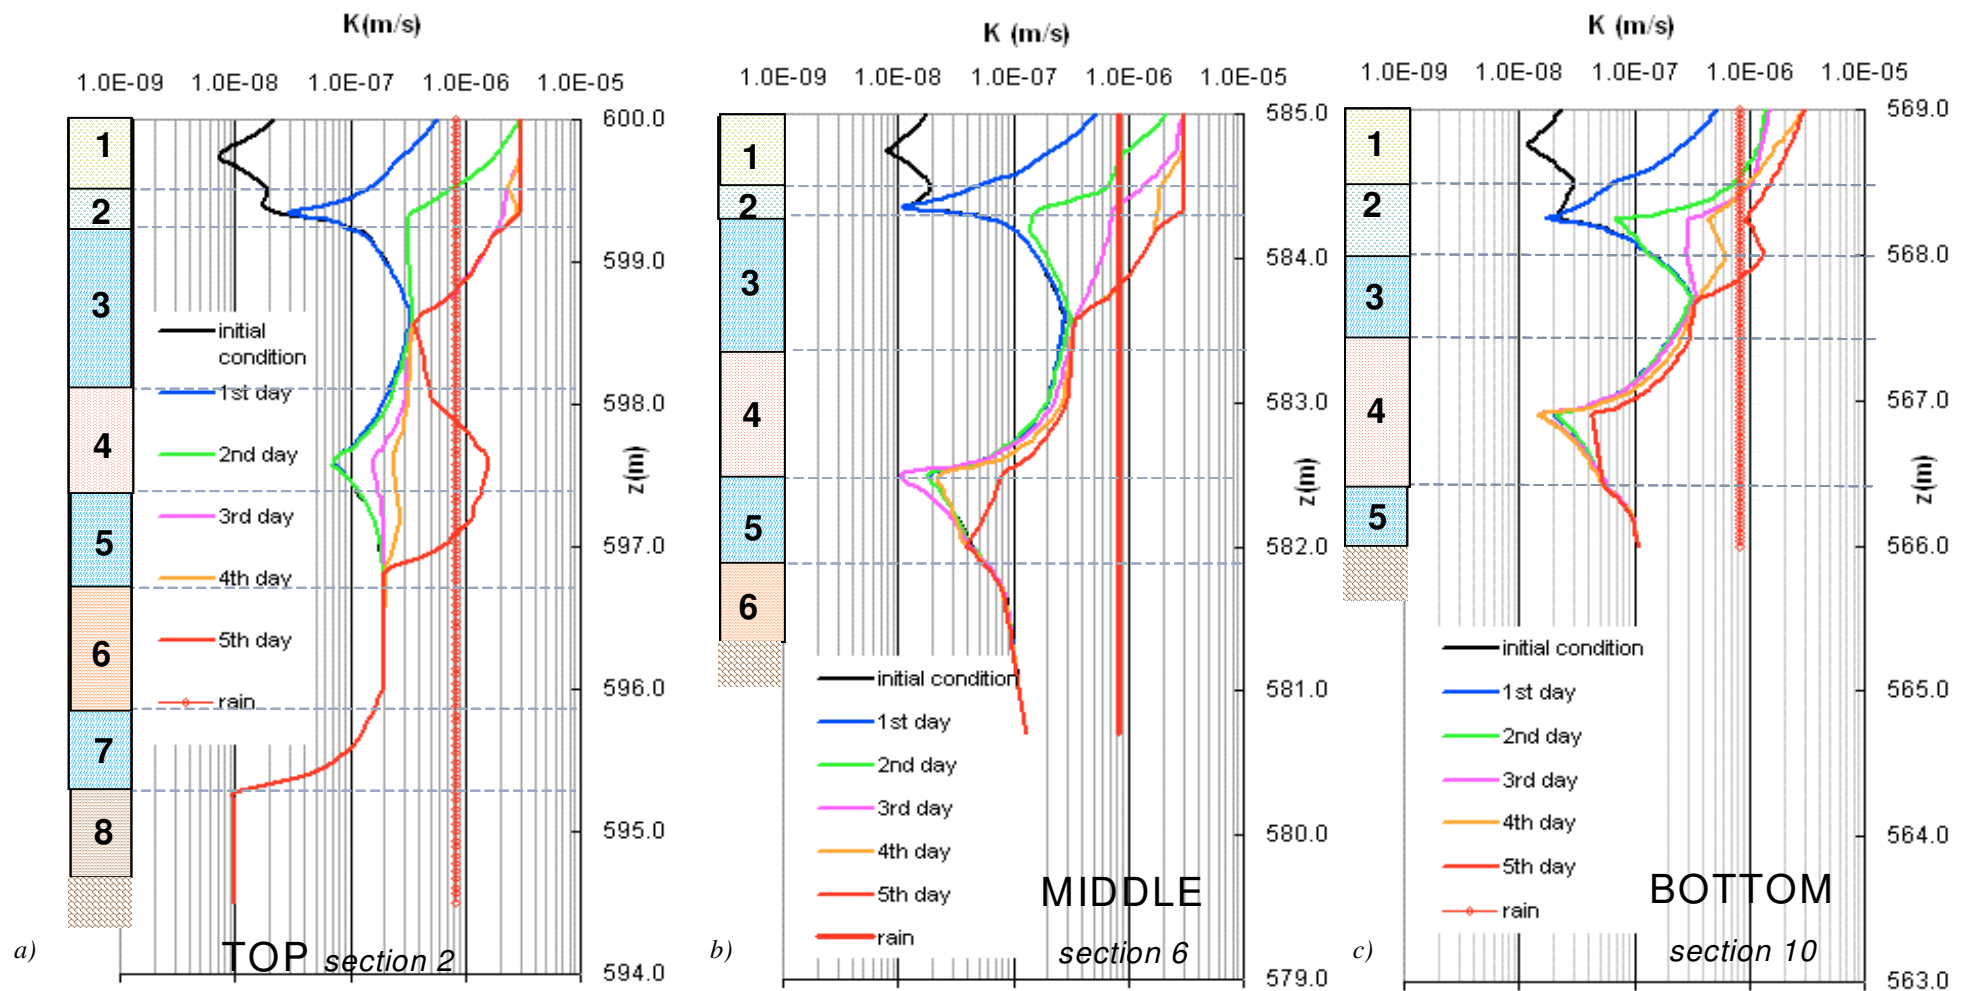 K(m/s)
1.0E-09 1.0E-08 1.0E-07 1.0E-06 1.0E-05
600.0
599.0
598.0
597.0
596.0
595.0
594.0
z(m)
1
2
3
4
5
6
7
8
initial
condition
1st day
2nd day
3rd day
4th day
5th day
rain
a)
TOP section 2
K (m/s)
1.0E-09 1.0E-08 1.0E-07 1.0E-06 1.0E-05
585.0
584.0
583.0
582.0
581.0
580.0
579.0
z(m)
1
2
3
4
5
6
initial condition
1st day
2nd day
3rd day
4th day
5th day
rain
MIDDLE
b)
section 6
K (m/s)
1.0E-09 1.0E-08 1.0E-07 1.0E-06 1.0E-05
569.0
568.0
567.0
566.0
565.0
564.0
563.0
z(m)
1
2
3
4
5
initial condition
1st day
2nd day
3rd day
4th day
5th day
rain
BOTTOM
c)
section 10